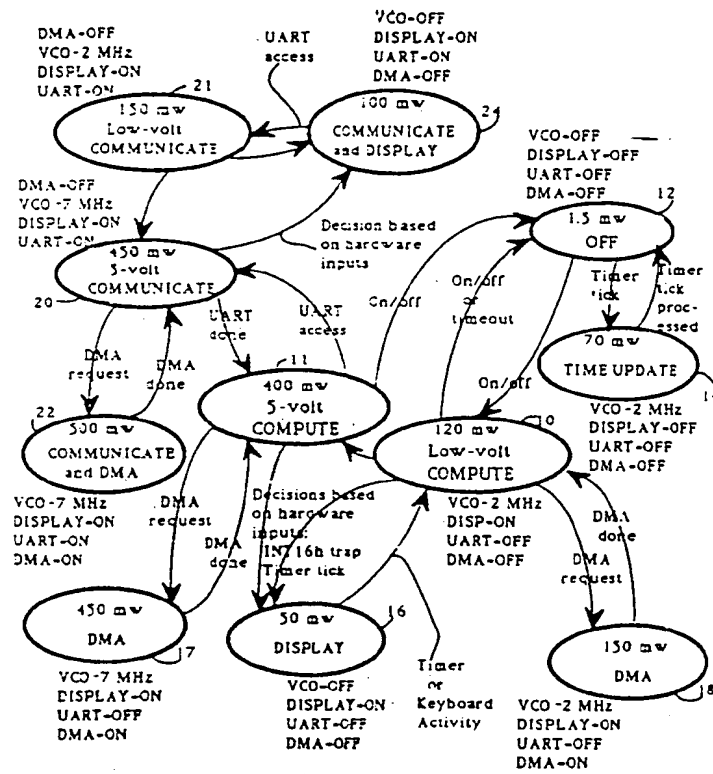 DMA-OFF
VCO-2 MHz
DISPLAY-ON
UART-ON
21
150 mw
Low-volt
COMMUNICATE
UART
access
VCO-OFF
DISPLAY-ON
UART-ON
DMA-OFF
100 mw
COMMUNICATE
and DISPLAY
24
VCO-OFF
DISPLAY-OFF
UART-OFF
DMA-OFF
12
1.5 mw
OFF
DMA-OFF
VCO-7 MHz
DISPLAY-ON
UART-ON
450 mw
5-volt
COMMUNICATE
20
Decision based
on hardware
inputs
On/off
On/off
or
timeout
Timer
tick
Timer
tick
pro-
cessed
UART
done
UART
access
On/off
70 mw
TIME UPDATE
VCO-2 MHz
DISPLAY-OFF
UART-OFF
DMA-OFF
DMA
request
DMA
done
22
500 mw
COMMUNICATE
and DMA
VCO-7 MHz
DISPLAY-ON
UART-ON
DMA-ON
11
400 mw
5-volt
COMPUTE
10
120 mw
Low-volt
COMPUTE
VCO-2 MHz
DISP-ON
UART-OFF
DMA-OFF
DMA
request
DMA
done
Decisions based
on hardware
inputs:
INT16h trap
Timer tick
DMA
done
DMA
request
450 mw
DMA
17
VCO-7 MHz
DISPLAY-ON
UART-OFF
DMA-ON
50 mw
DISPLAY
16
VCO-OFF
DISPLAY-ON
UART-OFF
DMA-OFF
Timer
or
Keyboard
Activity
150 mw
DMA
VCO-2 MHz
DISPLAY-ON
UART-OFF
DMA-ON